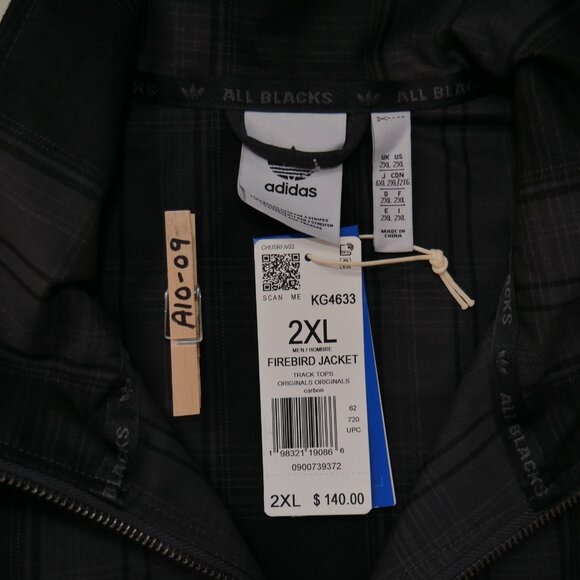 ALL BLACKS
ALL BLACKS
adidas
UK US
2XL 2XL
J CDN
6XL 2XL/2TG
D F
2XL 2XL
E I
2XL 2XL
MADE IN
CHINA
A10-09
CHUSRFIV03
SCAN ME
KG4633
2XL
MEN / HOMBRE
FIREBIRD JACKET
TRACK TOPS
ORIGINALS ORIGINALS
carbon
62
720
UPC
1 98321 19086 6
0900739372
2XL $ 140.00
ALL BLACKS
ALL BLACKS